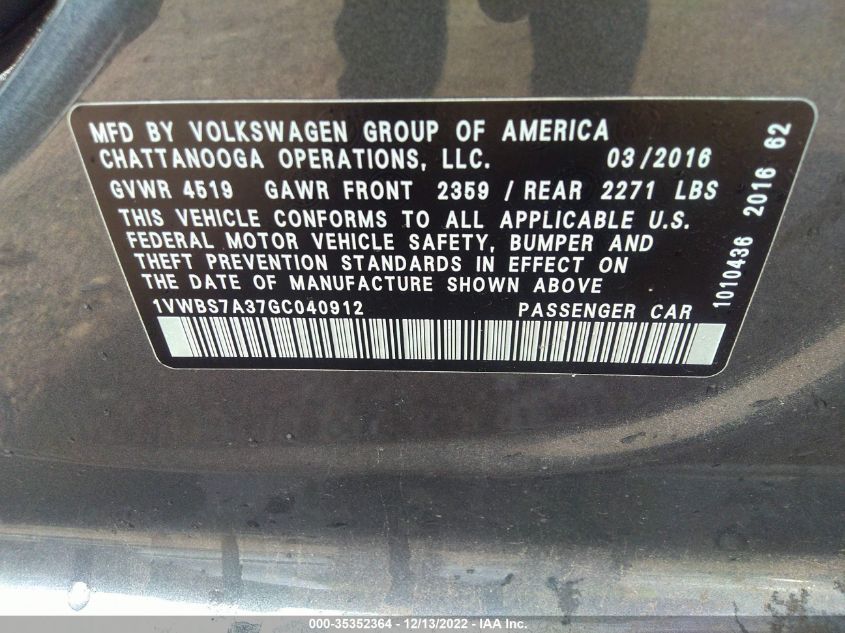 MFD BY VOLKSWAGEN GROUP OF AMERICA
CHATTANOOGA OPERATIONS, LLC. 03/2016
GVWR 4519 GAWR FRONT 2359 / REAR 2271 LBS
THIS VEHICLE CONFORMS TO ALL APPLICABLE U.S.
FEDERAL MOTOR VEHICLE SAFETY, BUMPER AND
THEFT PREVENTION STANDARDS IN EFFECT ON
THE DATE OF MANUFACTURE SHOWN ABOVE
1VWBS7A37GC040912 PASSENGER CAR
1010436 2016 62
000-35352364 - 12/13/2022 - IAA Inc.